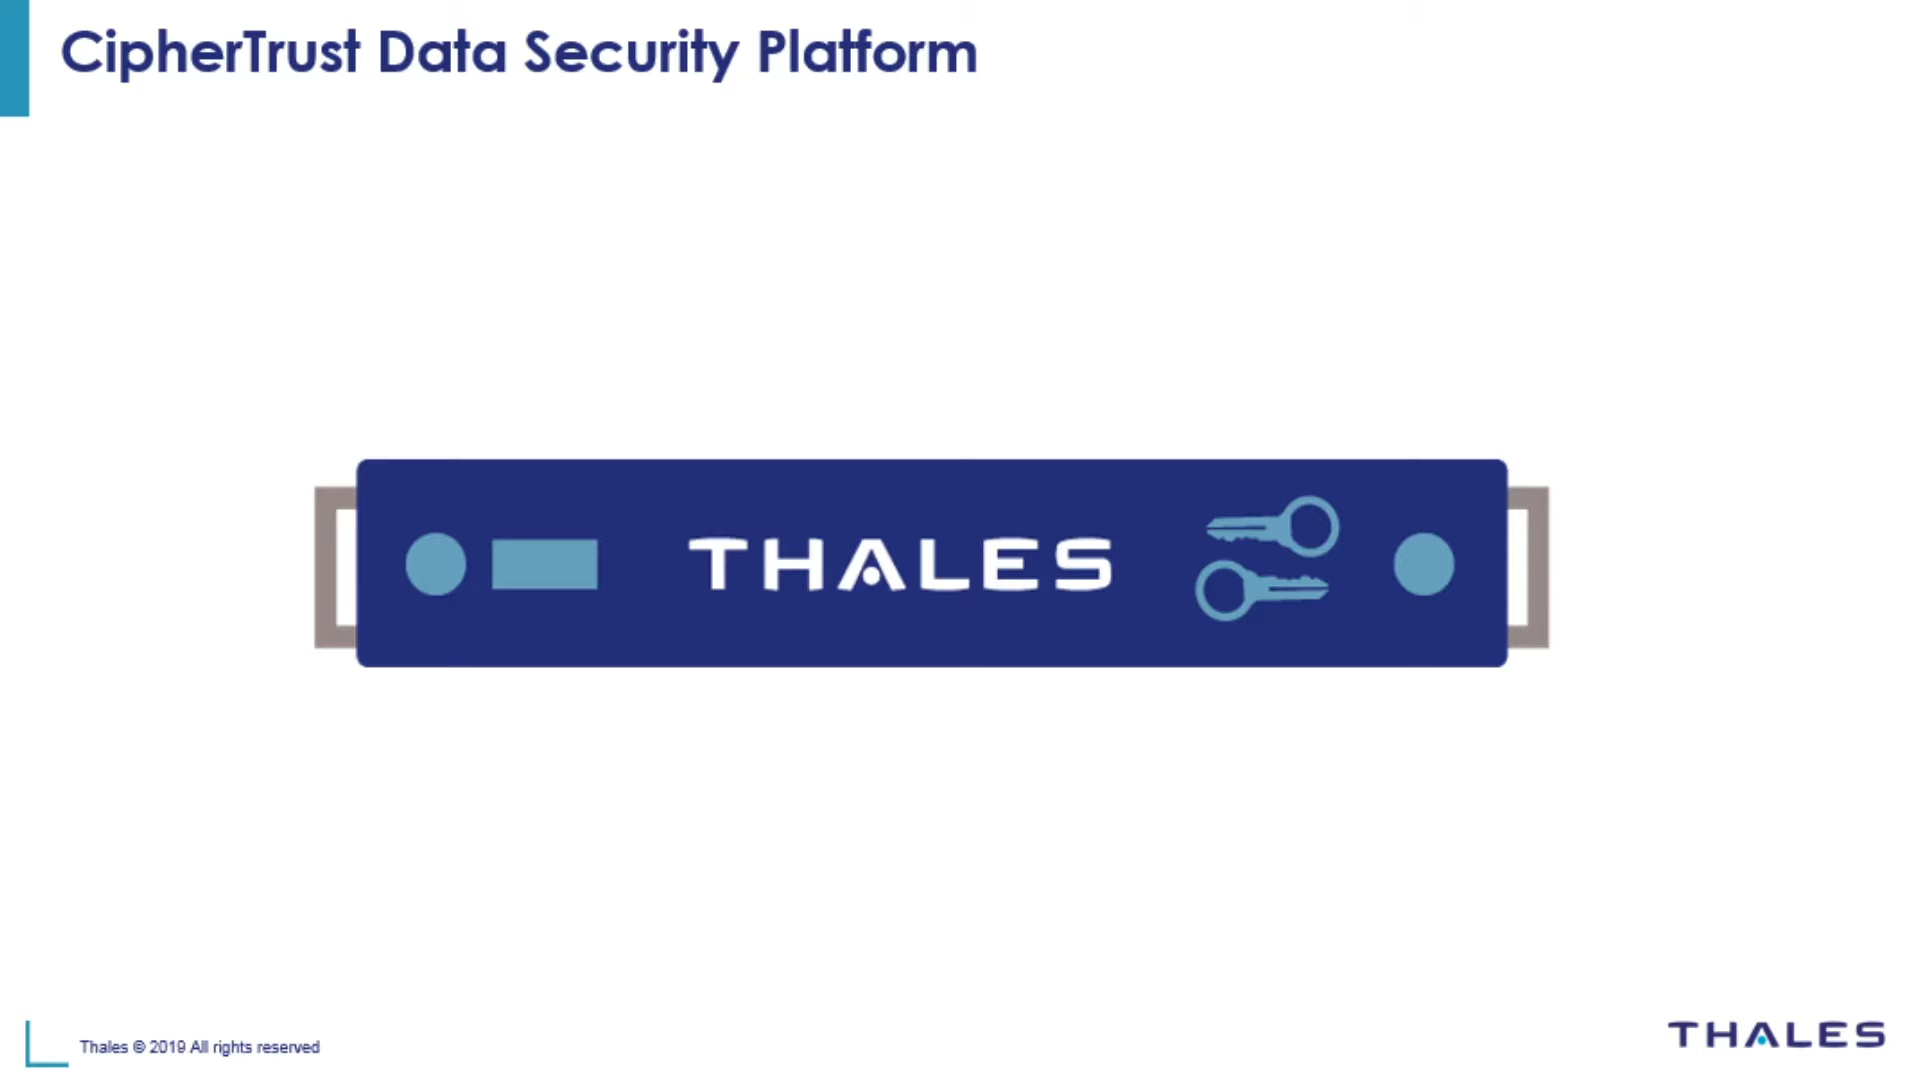 CipherTrust Data Security Platform
THALES
Thales © 2019 All rights reserved
THALES